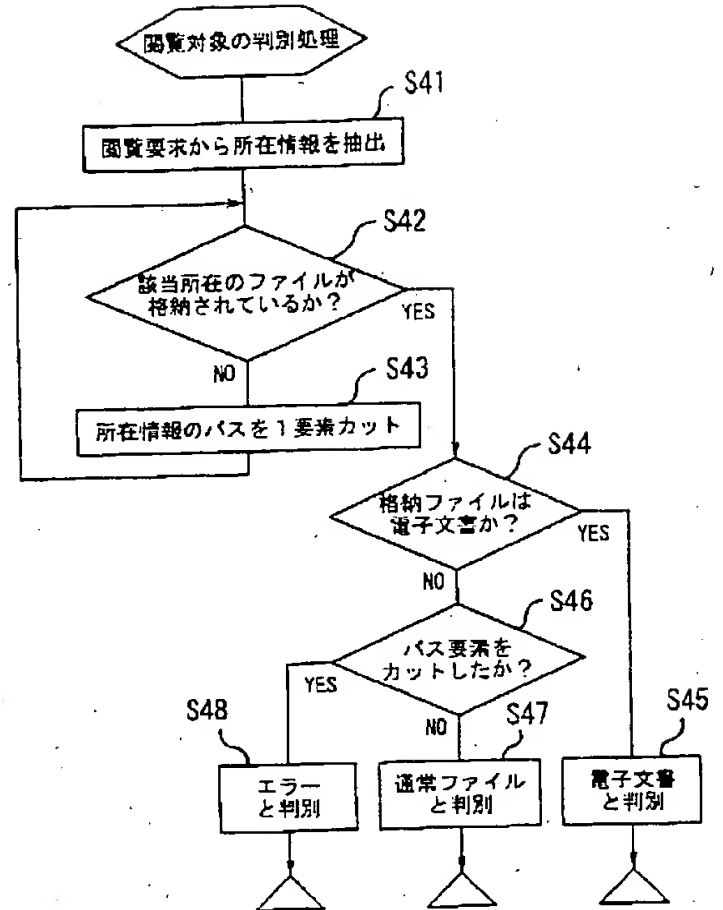 閲覧対象の判別処理
S41
閲覧要求から所在情報を抽出
S42
該当所在のファイルが
格納されているか？
YES
NO
S43
所在情報のパスを1要素カット
S44
格納ファイルは
電子文書か？
YES
NO
S46
パス要素を
カットしたか？
YES
NO
S48
S47
S45
エラー
と判別
通常ファイル
と判別
電子文書
と判別